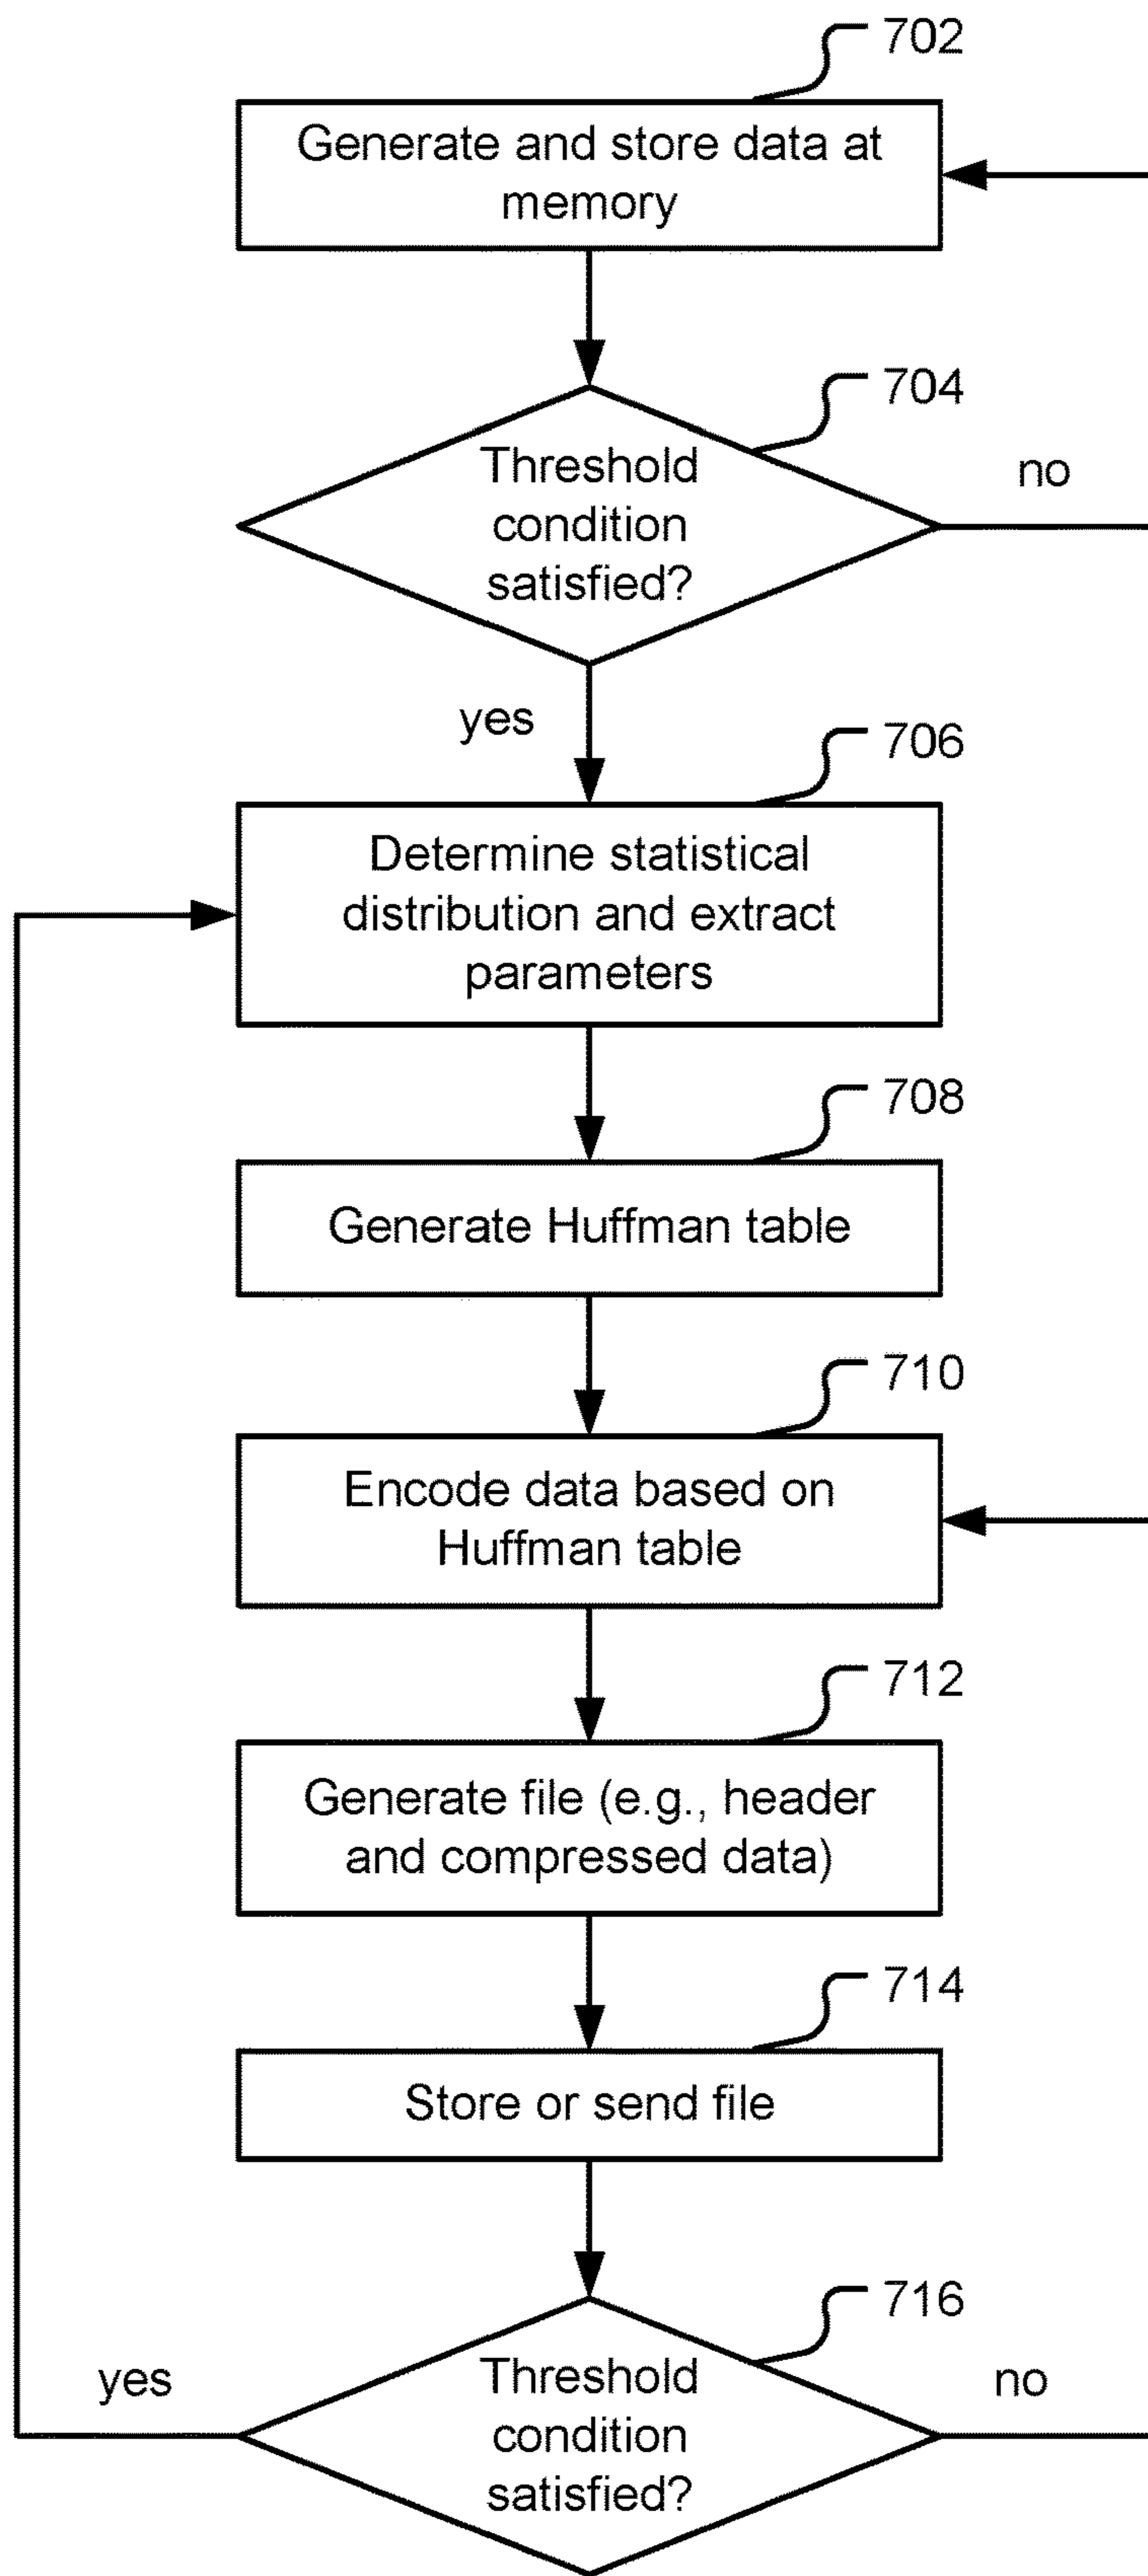 702
Generate and store data at
memory
704
Threshold
condition
satisfied?
no
yes
706
Determine statistical
distribution and extract
parameters
708
Generate Huffman table
710
Encode data based on
Huffman table
712
Generate file (e.g., header
and compressed data)
714
Store or send file
716
Threshold
condition
satisfied?
yes
no